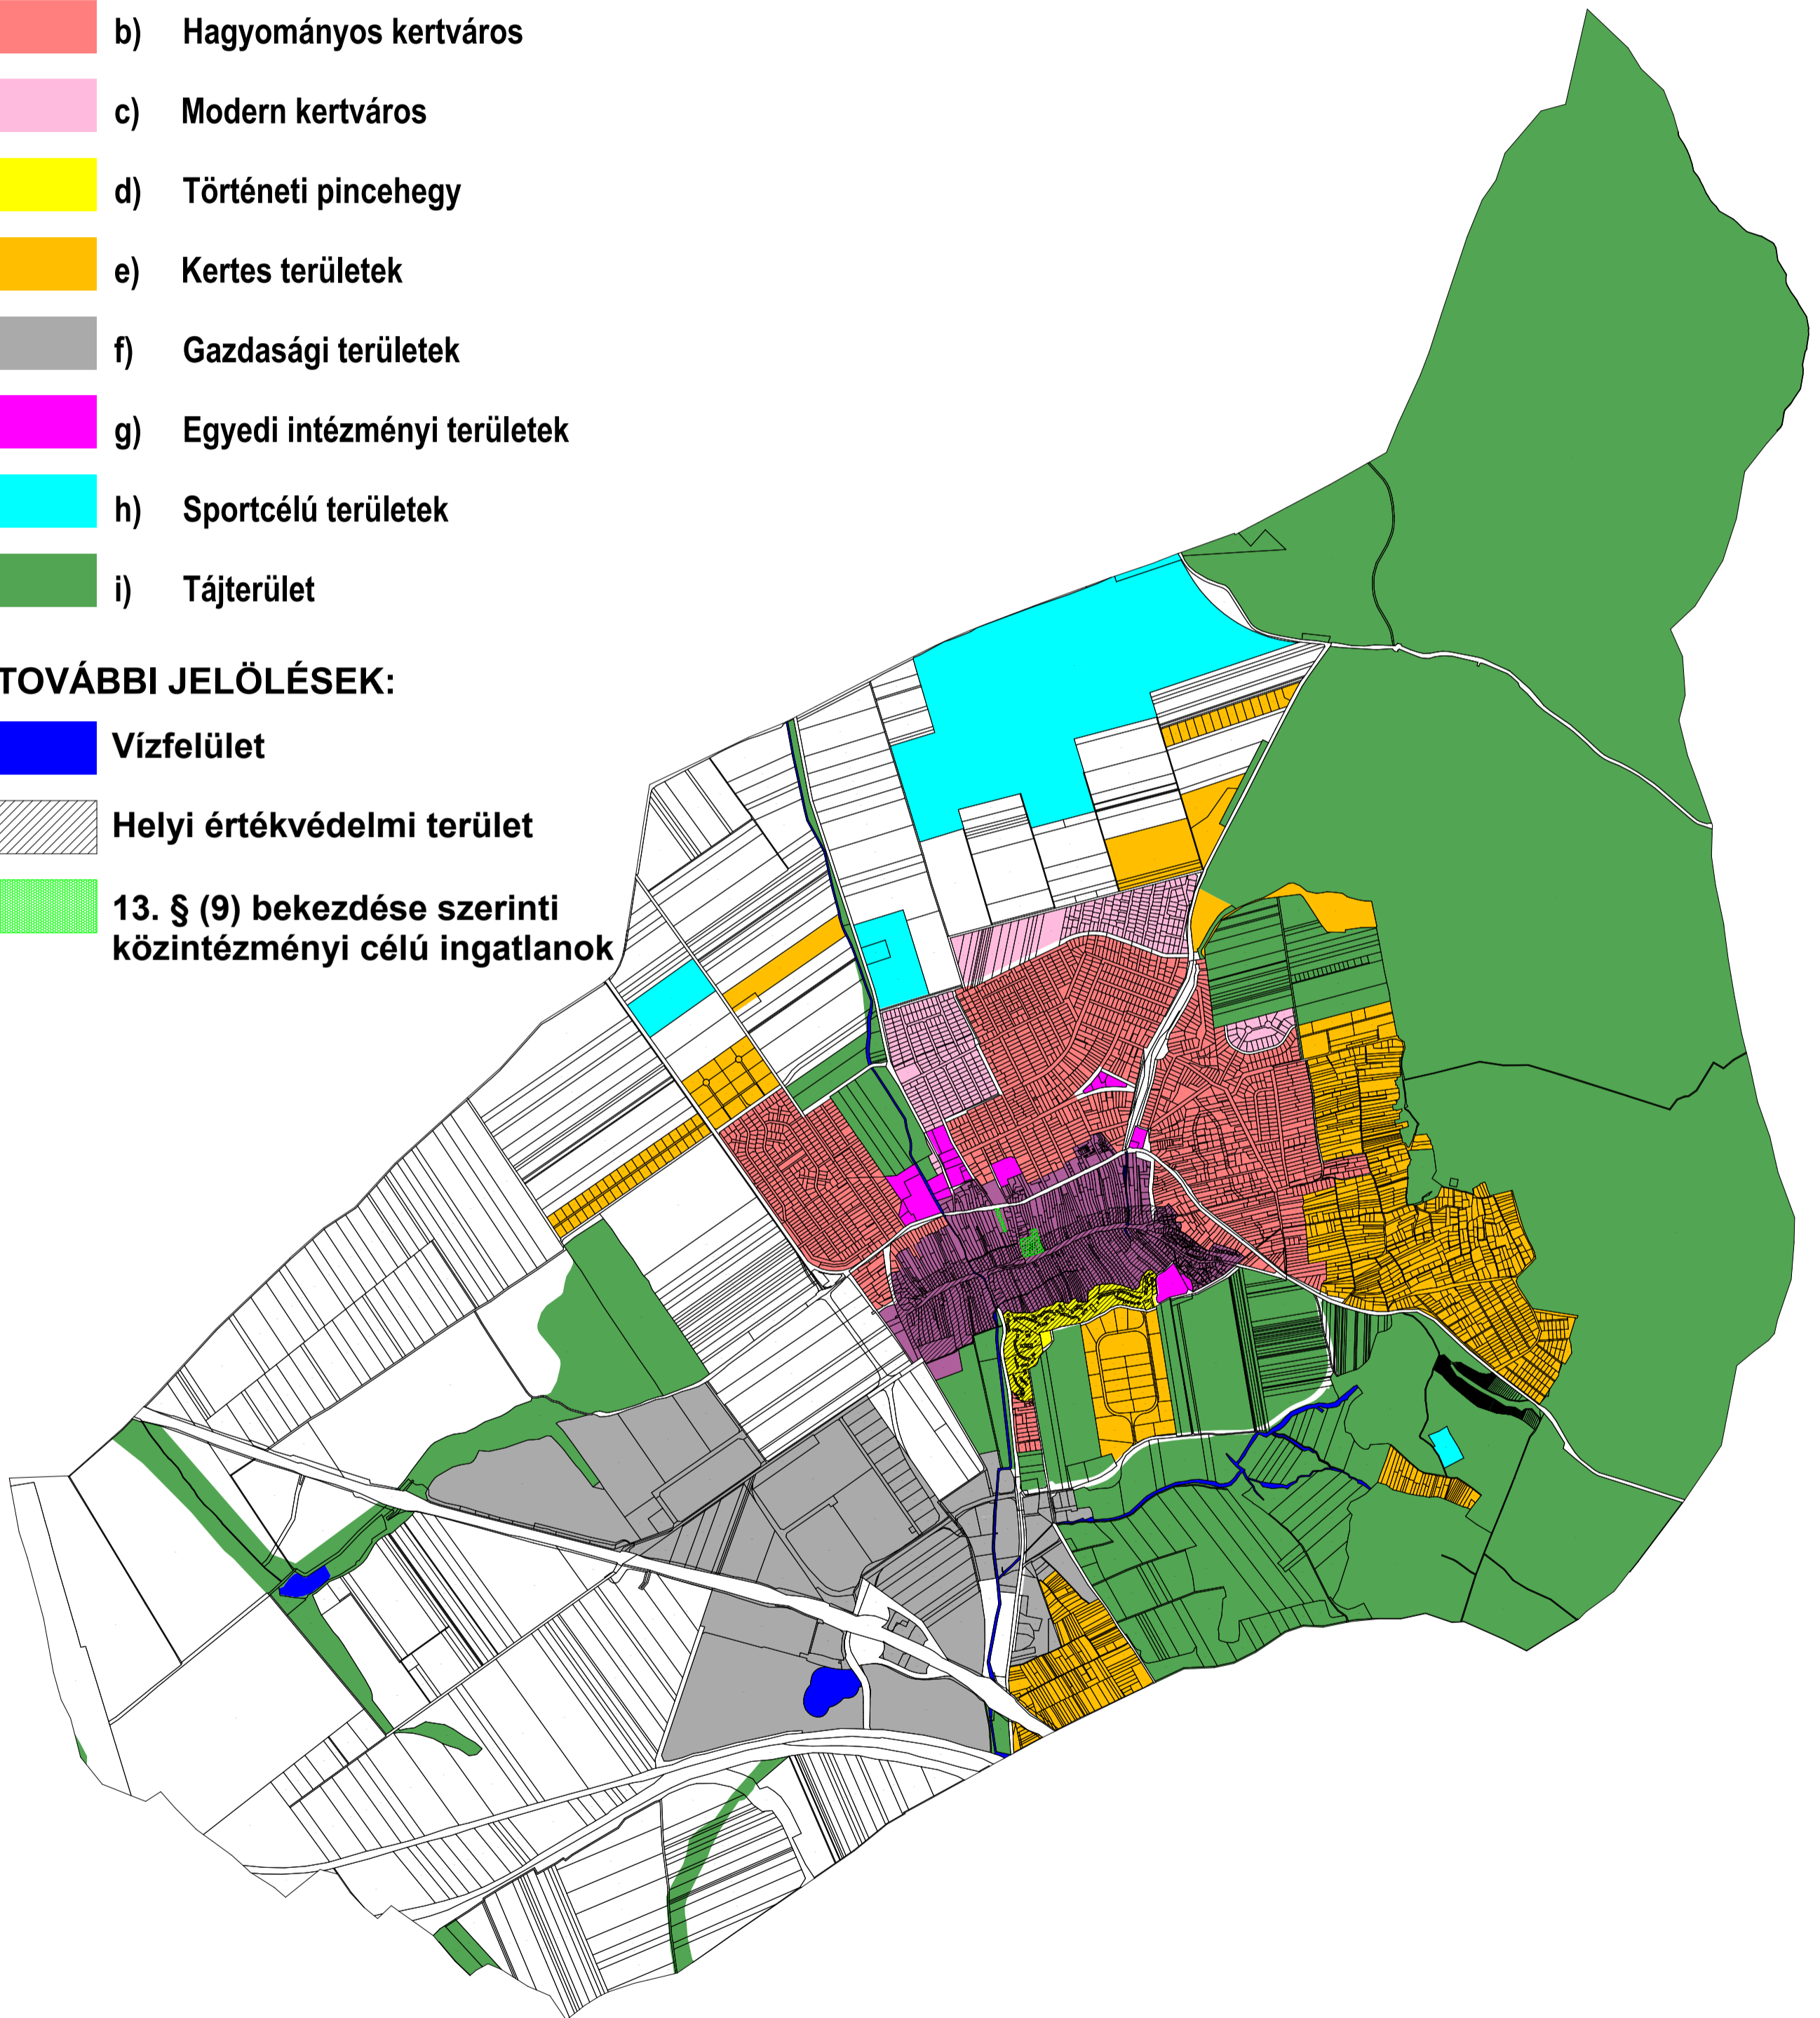 b) Hagyományos kertváros
c) Modern kertváros
d) Történeti pincehegy
e) Kertes területek
f) Gazdasági területek
g) Egyedi intézményi területek
h) Sportcélú területek
i) Tájterület
TOVÁBBI JELÖLÉSEK:
Vízfelület
Helyi értékvédelmi terület
13. § (9) bekezdése szerinti
közintézményi célú ingatlanok